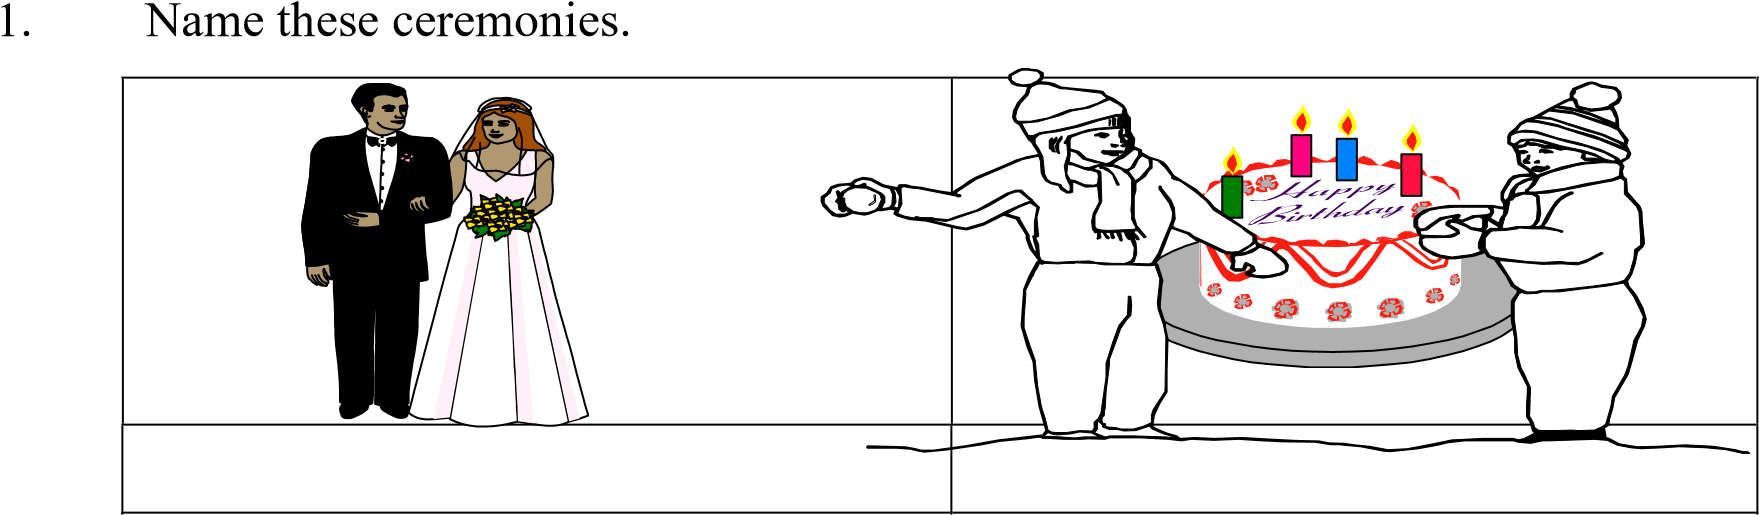 1. Name these ceremonies.
Happy
Birthday